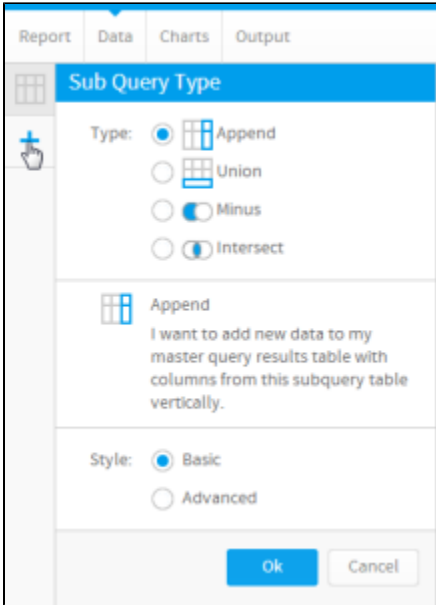 Report Data Charts Output
Sub Query Type
Type: Append
Union
Minus
Intersect
Append
I want to add new data to my
master query results table with
columns from this subquery table
vertically.
Style: Basic
Advanced
Ok Cancel